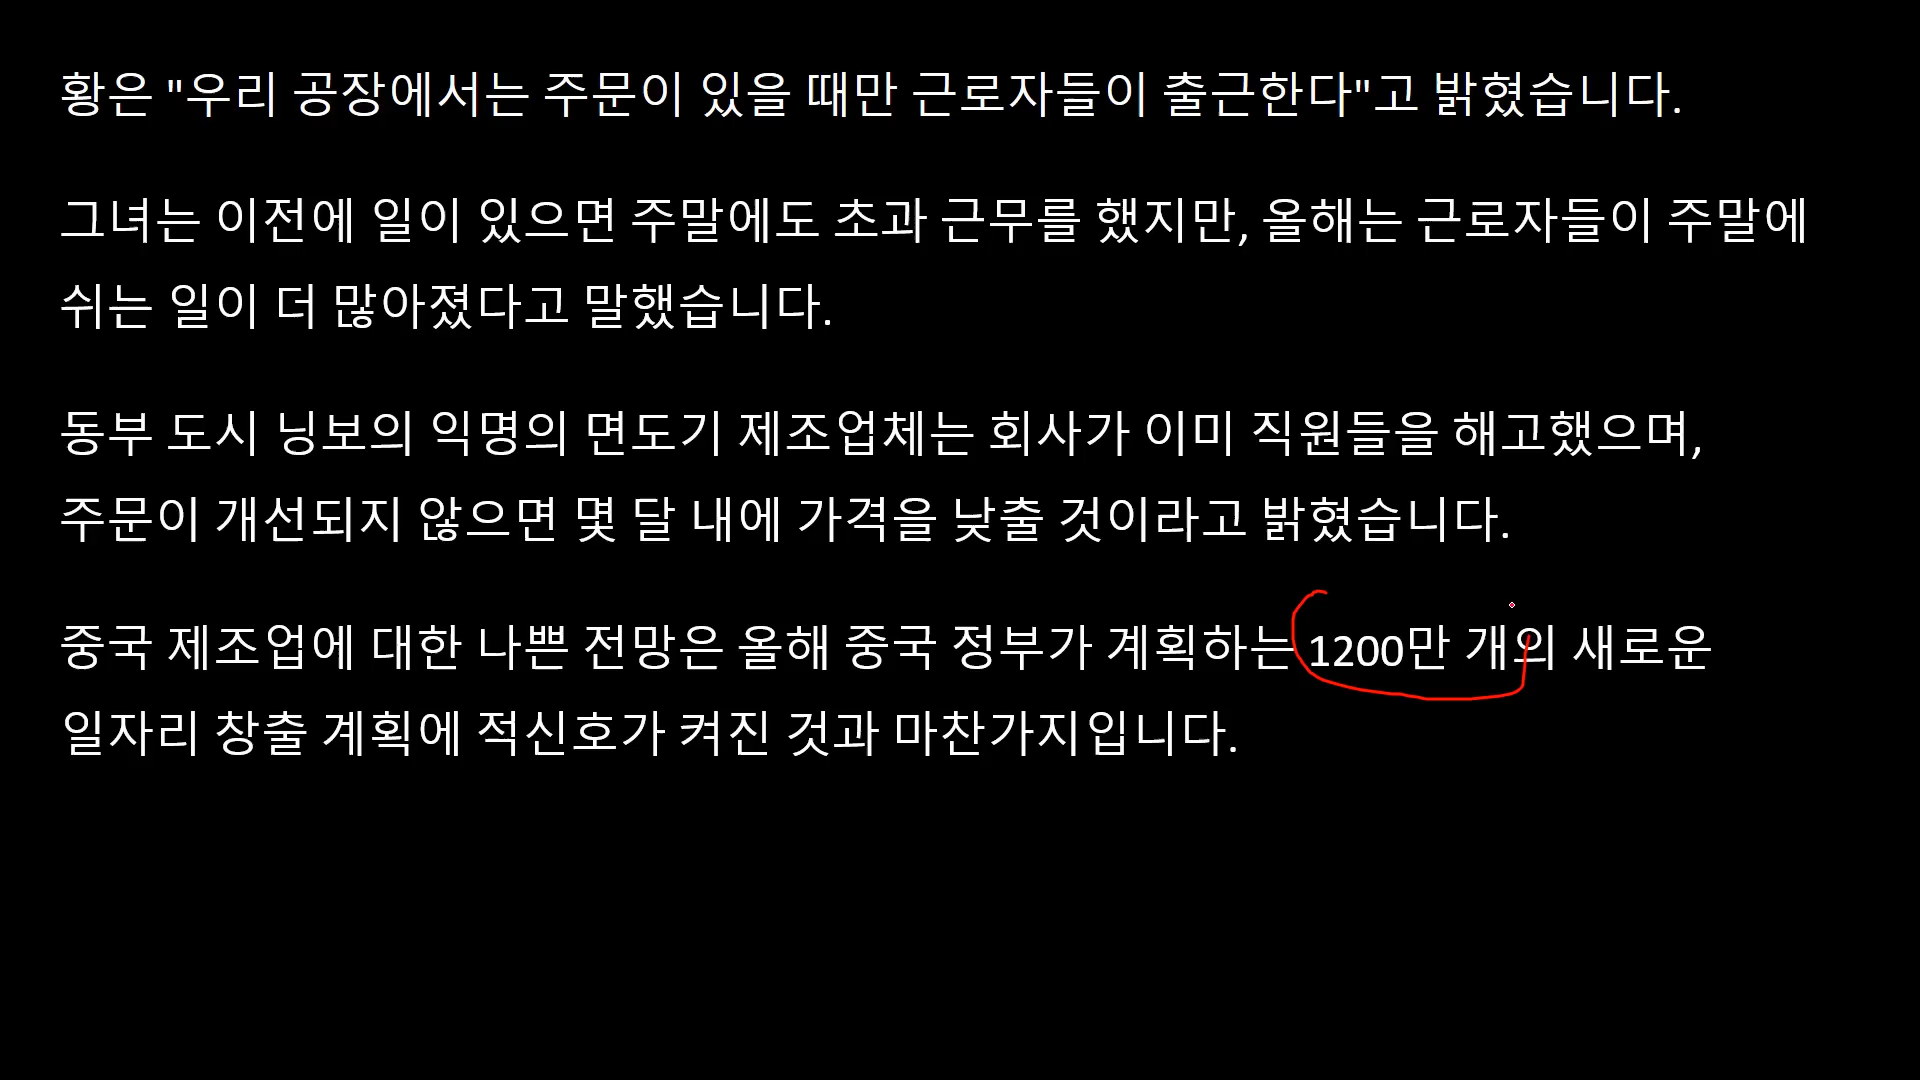 황은 "우리 공장에서는 주문이 있을 때만 근로자들이 출근한다"고 밝혔습니다.
그녀는 이전에 일이 있으면 주말에도 초과 근무를 했지만, 올해는 근로자들이 주말에
쉬는 일이 더 많아졌다고 말했습니다.
동부 도시 닝보의 익명의 면도기 제조업체는 회사가 이미 직원들을 해고했으며,
주문이 개선되지 않으면 몇 달 내에 가격을 낮출 것이라고 밝혔습니다.
중국 제조업에 대한 나쁜 전망은 올해 중국 정부가 계획하는 1200만 개의 새로운
일자리 창출 계획에 적신호가 켜진 것과 마찬가지입니다.